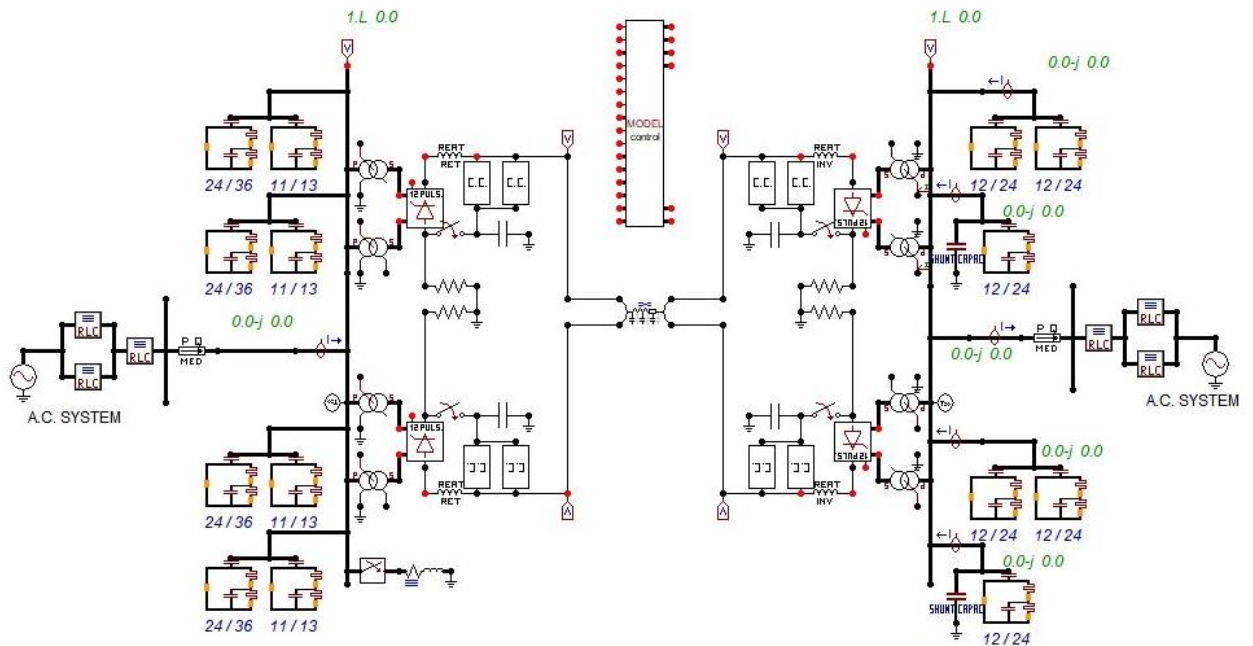 1.L 0.0
1.L 0.0
V
V
0.0-j 0.0
←I
MODEL
control
24/36 11/13
12/24 12/24
REAT
RET
REAT
INV
V
V
C.C. C.C.
C.C. C.C.
P S
12 PULS.
12 PULS.
S P
←I
0.0-j 0.0
P S
S P
SHUNT CAPAC
24/36 11/13
12/24
0.0-j 0.0
I→
I→
RLC
RLC
RLC
P Q
MED
0.0-j 0.0
P Q
MED
RLC
RLC
RLC
A.C. SYSTEM
A.C. SYSTEM
P S
S P
12 PULS.
12 PULS.
←I
0.0-j 0.0
P S
S P
C.C. C.C.
C.C. C.C.
24/36 11/13
REAT
RET
REAT
INV
V
V
12/24 12/24
←I
0.0-j 0.0
SHUNT CAPAC
24/36 11/13
12/24